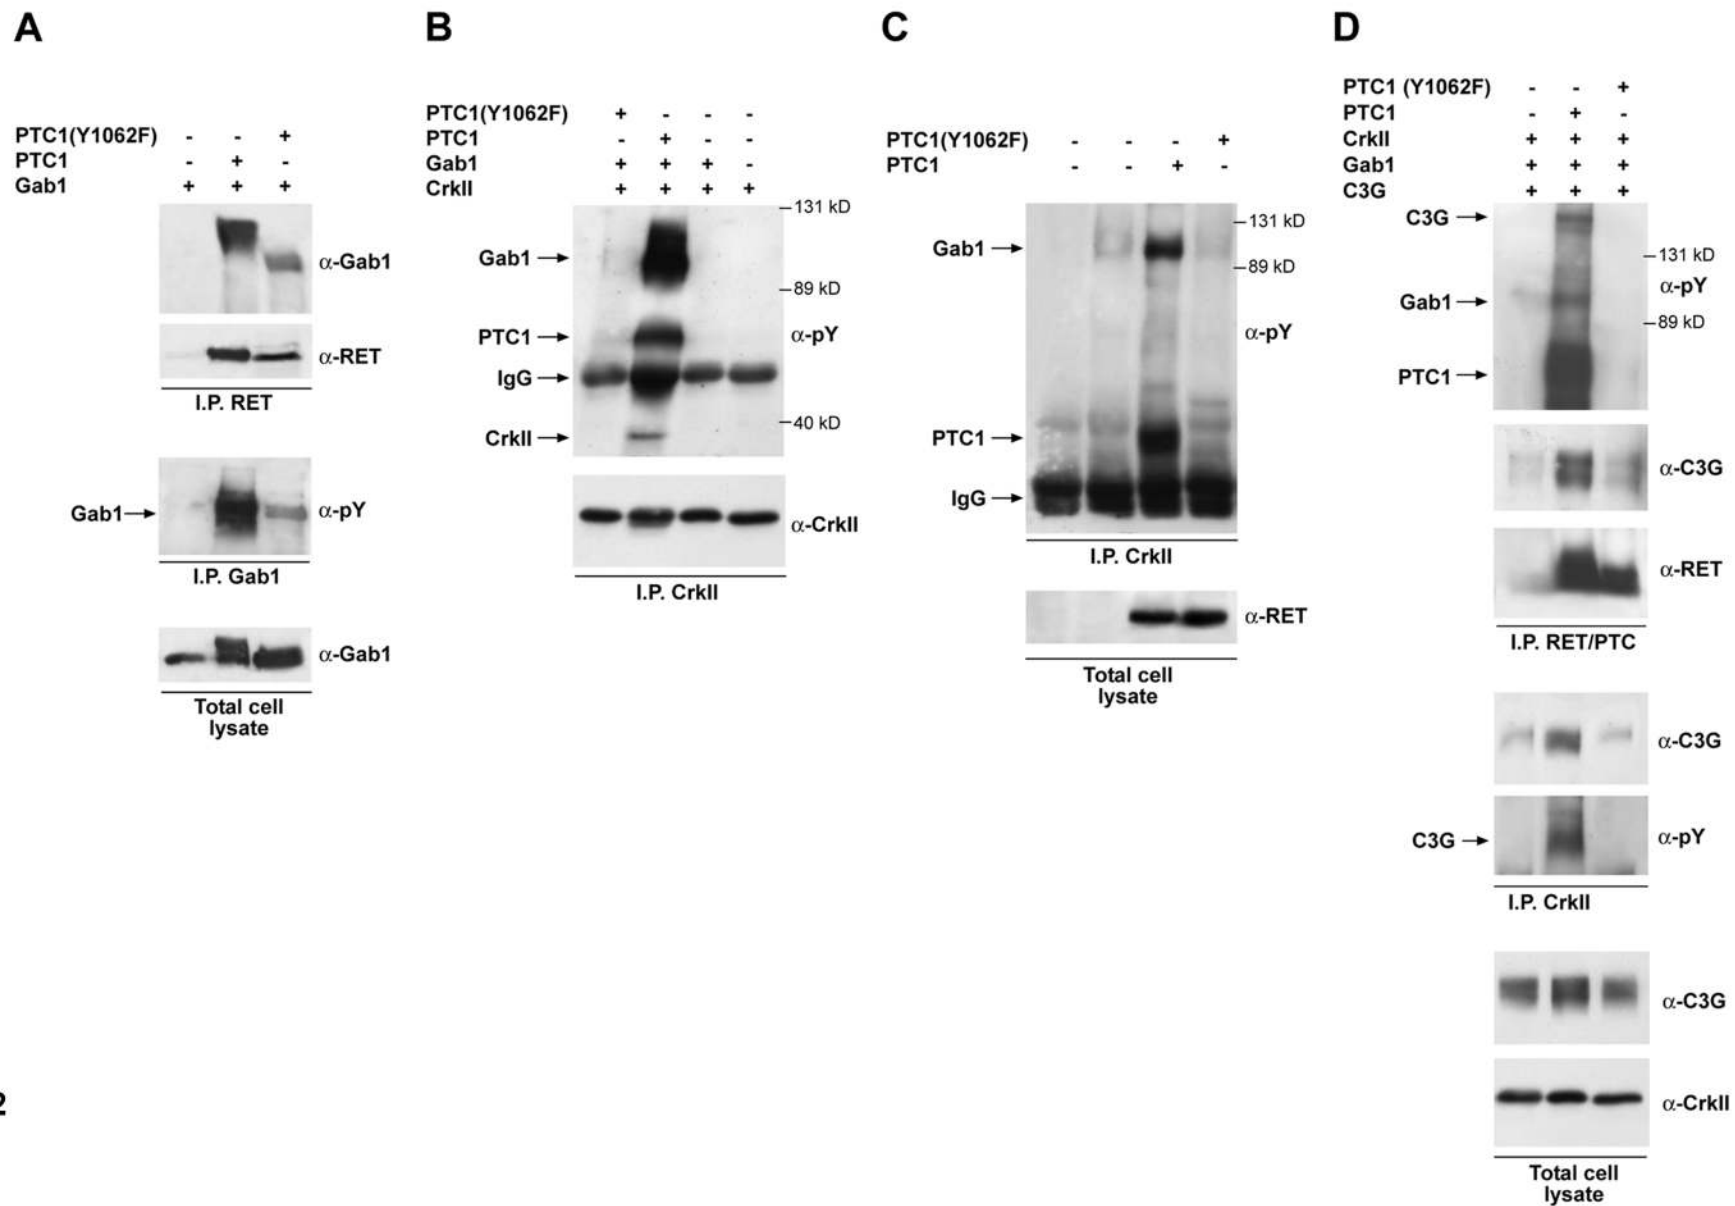 A
PTC1(Y1062F) - - +
PTC1 - + -
Gab1 + + +
α-Gab1
α-RET
I.P. RET
Gab1
α-pY
I.P. Gab1
α-Gab1
Total cell
lysate
B
PTC1(Y1062F) + - - -
PTC1 - + - -
Gab1 + + + -
CrkII + + + +
131 kD
Gab1
89 kD
PTC1
α-pY
IgG
40 kD
CrkII
α-CrkII
I.P. CrkII
C
PTC1(Y1062F) - - - +
PTC1 - - + -
131 kD
Gab1
89 kD
α-pY
PTC1
IgG
I.P. CrkII
α-RET
Total cell
lysate
D
PTC1 (Y1062F) - - +
PTC1 - + -
CrkII + + +
Gab1 + + +
C3G + + +
C3G
131 kD
α-pY
Gab1
89 kD
PTC1
α-C3G
α-RET
I.P. RET/PTC
α-C3G
C3G
α-pY
I.P. CrkII
α-C3G
α-CrkII
Total cell
lysate
2